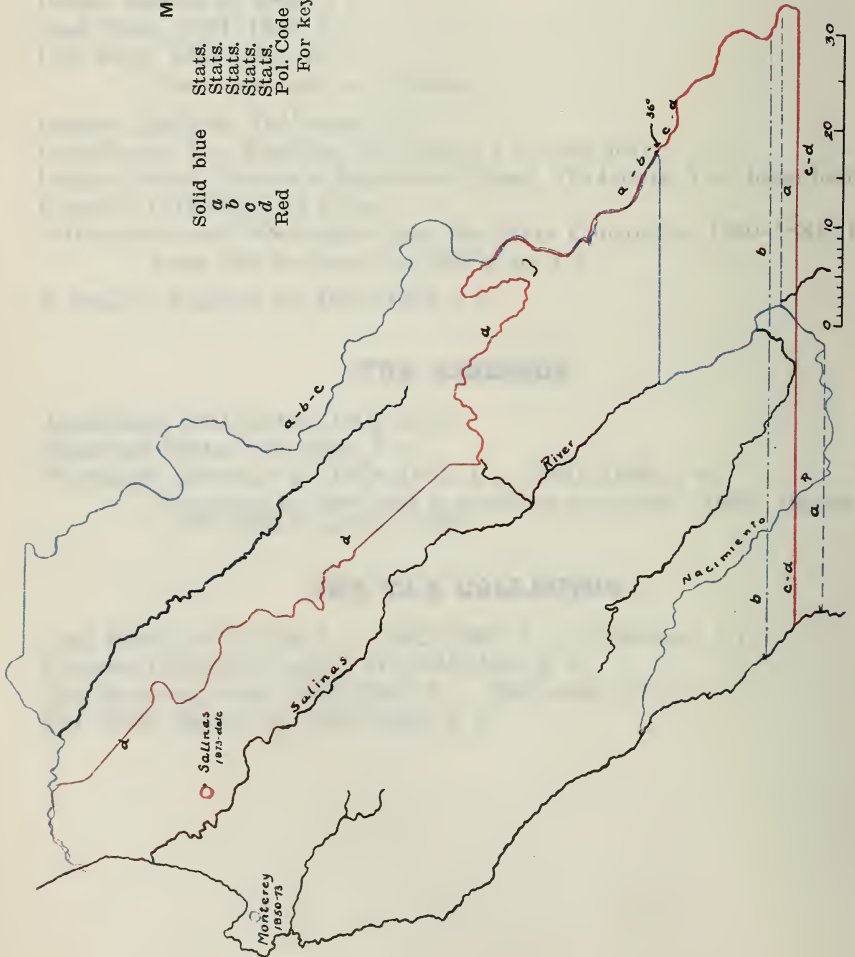 M
Solid blue Stats.
a Stats.
b Stats.
c Stats.
d Stats.
Red Pol. Code
For key
a-b-c
d
a-b-c-d
36°
River
d
d
Salinas
Salinas
1873-date
Monterey
1850-73
Nacimiento R
b
b
a
a
c-d
c-d
0 10 20 30